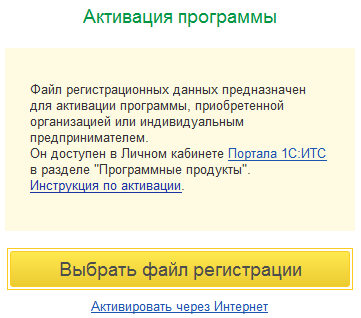 Активация программы
Файл регистрационных данных предназначен
для активации программы, приобретенной
организацией или индивидуальным
предпринимателем.
Он доступен в Личном кабинете Портала 1С:ИТС
в разделе "Программные продукты".
Инструкция по активации.
Выбрать файл регистрации
Активировать через Интернет